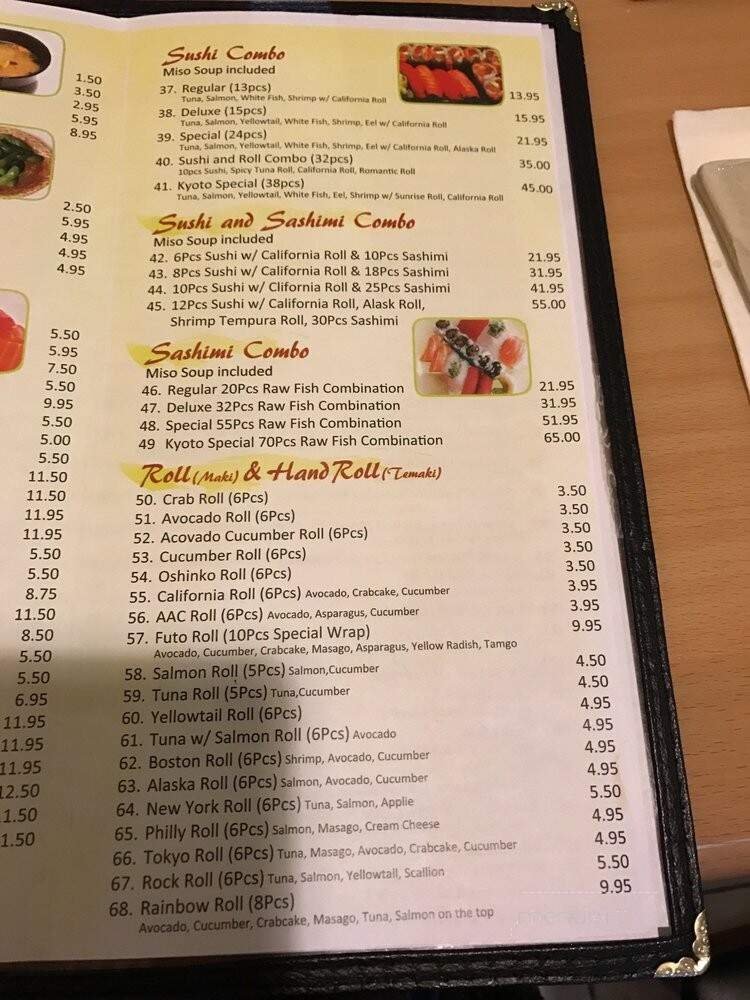 1.50
3.50
2.95
5.95
8.95
2.50
5.95
4.95
4.95
4.95
5.50
5.95
7.50
5.50
9.95
5.50
5.00
5.50
11.50
11.50
11.95
11.95
5.50
5.50
8.75
11.50
8.50
5.50
5.50
6.95
11.95
11.95
11.95
12.50
1.50
1.50
Sushi Combo
Miso Soup included
37. Regular (13pcs) 13.95
Tuna, Salmon, White Fish, Shrimp w/ California Roll
38. Deluxe (15pcs) 15.95
Tuna, Salmon, Yellowtail, White Fish, Shrimp, Eel w/ California Roll
39. Special (24pcs) 21.95
Tuna, Salmon, Yellowtail, White Fish, Shrimp, Eel w/ California Roll, Alaska Roll
40. Sushi and Roll Combo (32pcs) 35.00
10pcs Sushi, Spicy Tuna Roll, California Roll, Romantic Roll
41. Kyoto Special (38pcs) 45.00
Tuna, Salmon, Yellowtail, White Fish, Eel, Shrimp w/ Sunrise Roll, California Roll
Sushi and Sashimi Combo
Miso Soup included
42. 6Pcs Sushi w/ California Roll & 10Pcs Sashimi 21.95
43. 8Pcs Sushi w/ California Roll & 18Pcs Sashimi 31.95
44. 10Pcs Sushi w/ Clifornia Roll & 25Pcs Sashimi 41.95
45. 12Pcs Sushi w/ California Roll, Alask Roll, 55.00
Shrimp Tempura Roll, 30Pcs Sashimi
Sashimi Combo
Miso Soup included
46. Regular 20Pcs Raw Fish Combination 21.95
47. Deluxe 32Pcs Raw Fish Combination 31.95
48. Special 55Pcs Raw Fish Combination 51.95
49 Kyoto Special 70Pcs Raw Fish Combination 65.00
Roll (Maki) & Hand Roll (Temaki)
50. Crab Roll (6Pcs) 3.50
51. Avocado Roll (6Pcs) 3.50
52. Acovado Cucumber Roll (6Pcs) 3.50
53. Cucumber Roll (6Pcs) 3.50
54. Oshinko Roll (6Pcs) 3.50
55. California Roll (6Pcs) Avocado, Crabcake, Cucumber 3.95
56. AAC Roll (6Pcs) Avocado, Asparagus, Cucumber 3.95
57. Futo Roll (10Pcs Special Wrap) 9.95
Avocado, Cucumber, Crabcake, Masago, Asparagus, Yellow Radish, Tamgo
58. Salmon Roll (5Pcs) Salmon,Cucumber 4.50
59. Tuna Roll (5Pcs) Tuna,Cucumber 4.50
60. Yellowtail Roll (6Pcs) 4.95
61. Tuna w/ Salmon Roll (6Pcs) Avocado 4.95
62. Boston Roll (6Pcs) Shrimp, Avocado, Cucumber 4.95
63. Alaska Roll (6Pcs) Salmon, Avocado, Cucumber 4.95
64. New York Roll (6Pcs) Tuna, Salmon, Applie 5.50
65. Philly Roll (6Pcs) Salmon, Masago, Cream Cheese 4.95
66. Tokyo Roll (6Pcs) Tuna, Masago, Avocado, Crabcake, Cucumber 4.95
67. Rock Roll (6Pcs) Tuna, Salmon, Yellowtall, Scallion 5.50
68. Rainbow Roll (8Pcs) 9.95
Avocado, Cucumber, Crabcake, Masago, Tuna, Salmon on the top